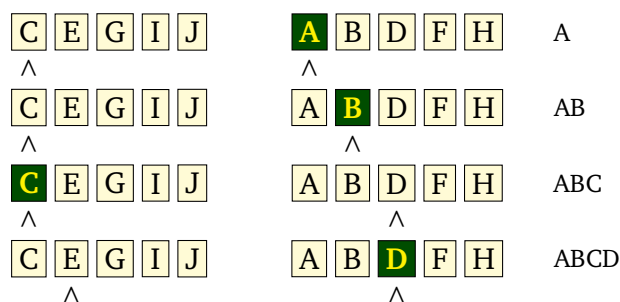 C E G I J A B D F H A
∧ ∧
C E G I J A B D F H AB
∧ ∧
C E G I J A B D F H ABC
∧ ∧
C E G I J A B D F H ABCD
∧ ∧